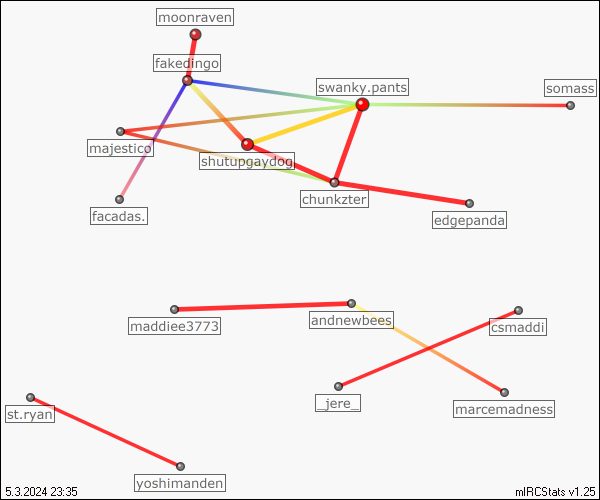 moonraven
fakedingo
swanky.pants
somass
majestico
shutupgaydog
chunkzter
facadas.
edgepanda
maddiee3773
andnewbees
csmaddi
_jere_
marcemadness
st.ryan
yoshimanden
5.3.2024 23:35
mIRCStats v1.25